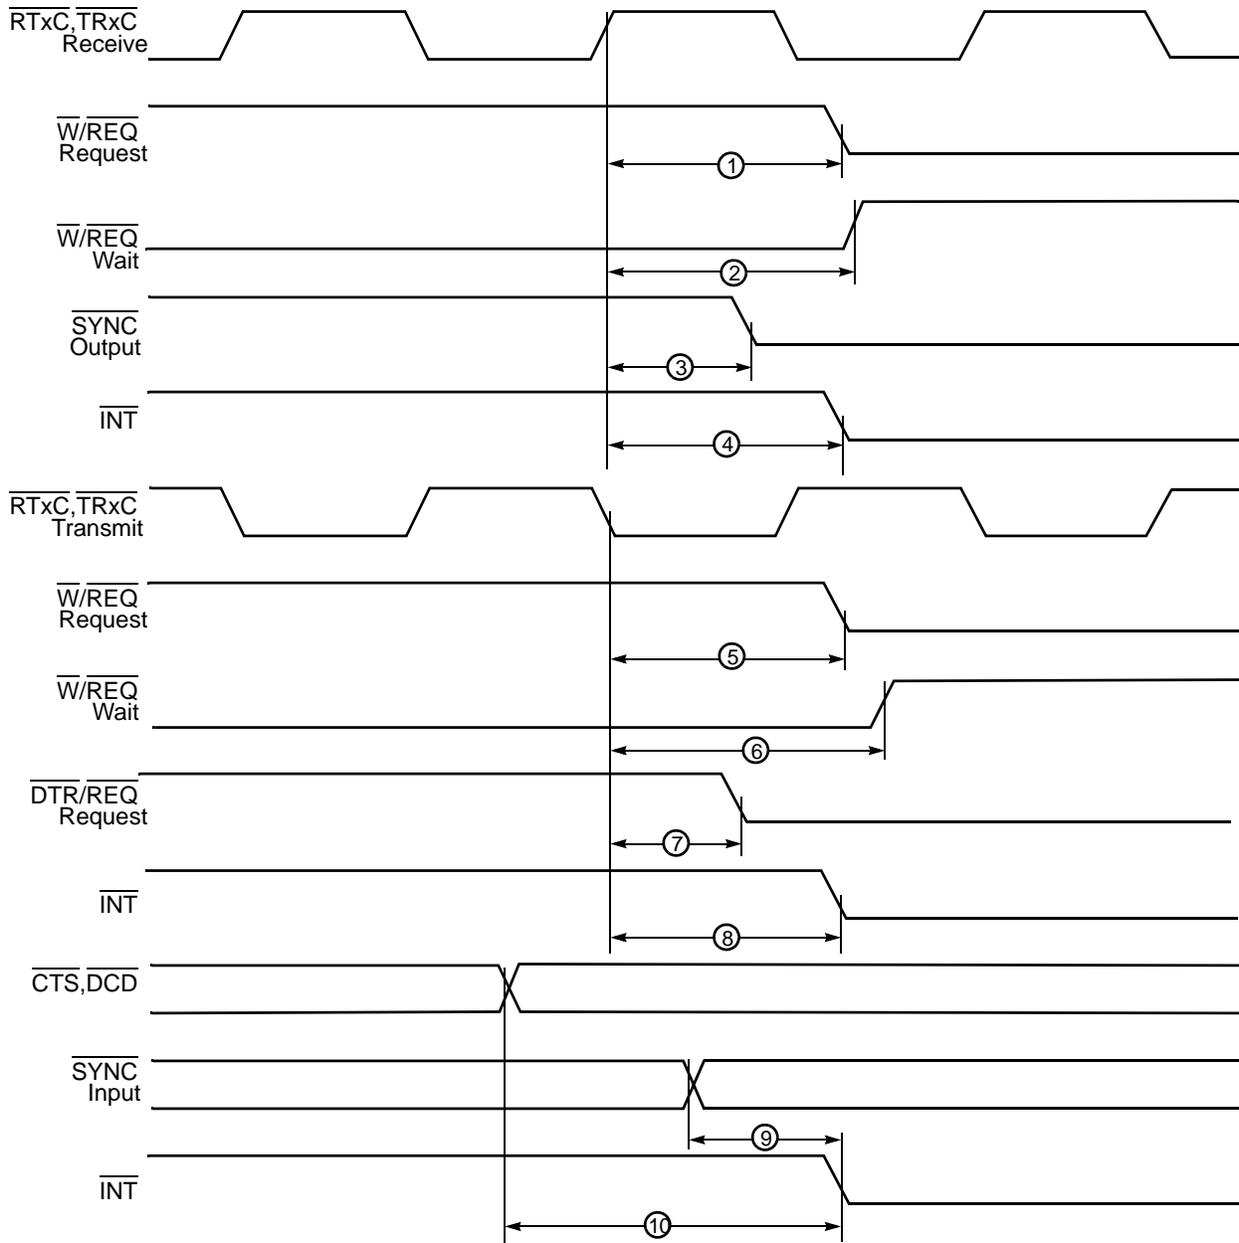 RTxC,TRxC
Receive
W/REQ
Request
1
W/REQ
Wait
2
SYNC
Output
3
INT
4
RTxC,TRxC
Transmit
W/REQ
Request
5
W/REQ
Wait
6
DTR/REQ
Request
7
INT
8
CTS,DCD
SYNC
Input
9
INT
10